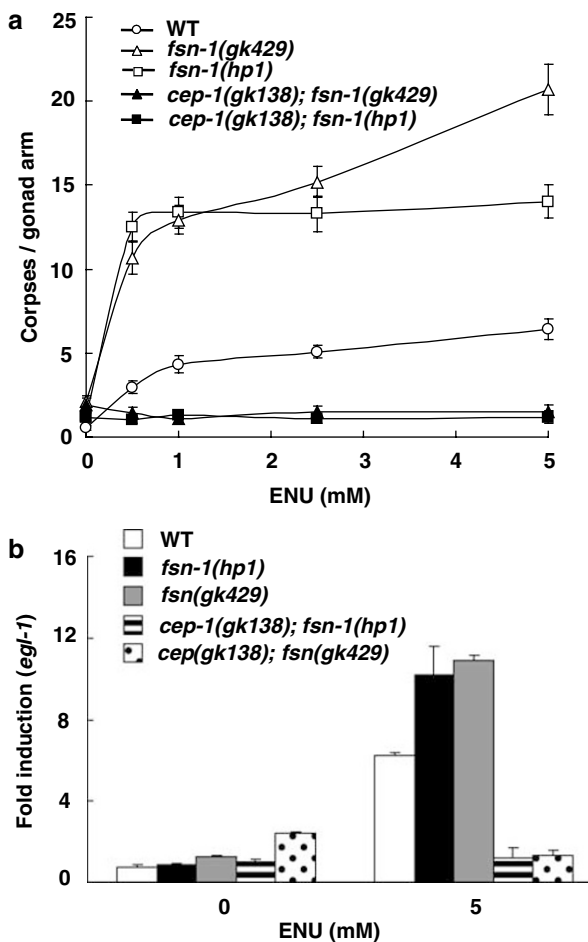 a
25
20
15
10
5
0
Corpses / gonad arm
WT
fsn-1(gk429)
fsn-1(hp1)
cep-1(gk138); fsn-1(gk429)
cep-1(gk138); fsn-1(hp1)
0 1 2 3 4 5
ENU (mM)
b
16
12
8
4
0
Fold induction (egl-1)
WT
fsn-1(hp1)
fsn(gk429)
cep-1(gk138); fsn-1(hp1)
cep(gk138); fsn(gk429)
0 5
ENU (mM)